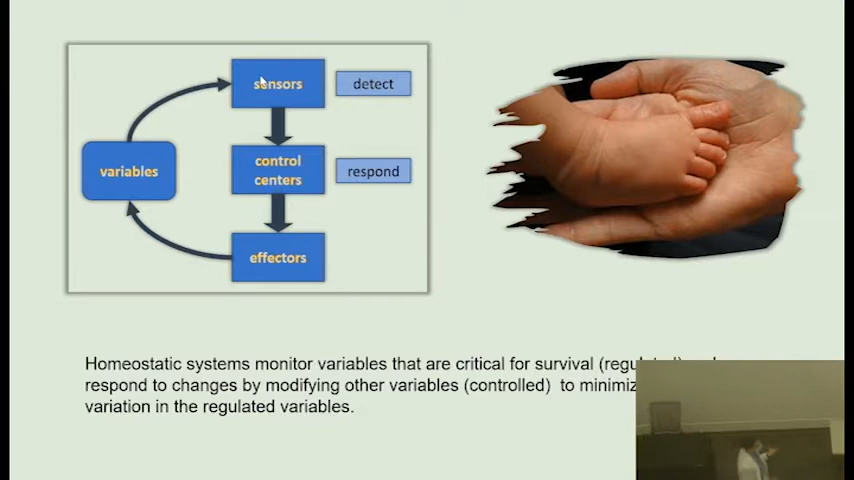 sensors
detect
control
centers
respond
variables
effectors
Homeostatic systems monitor variables that are critical for survival
respond to changes by modifying other variables (controlled) to
variation in the regulated variables.